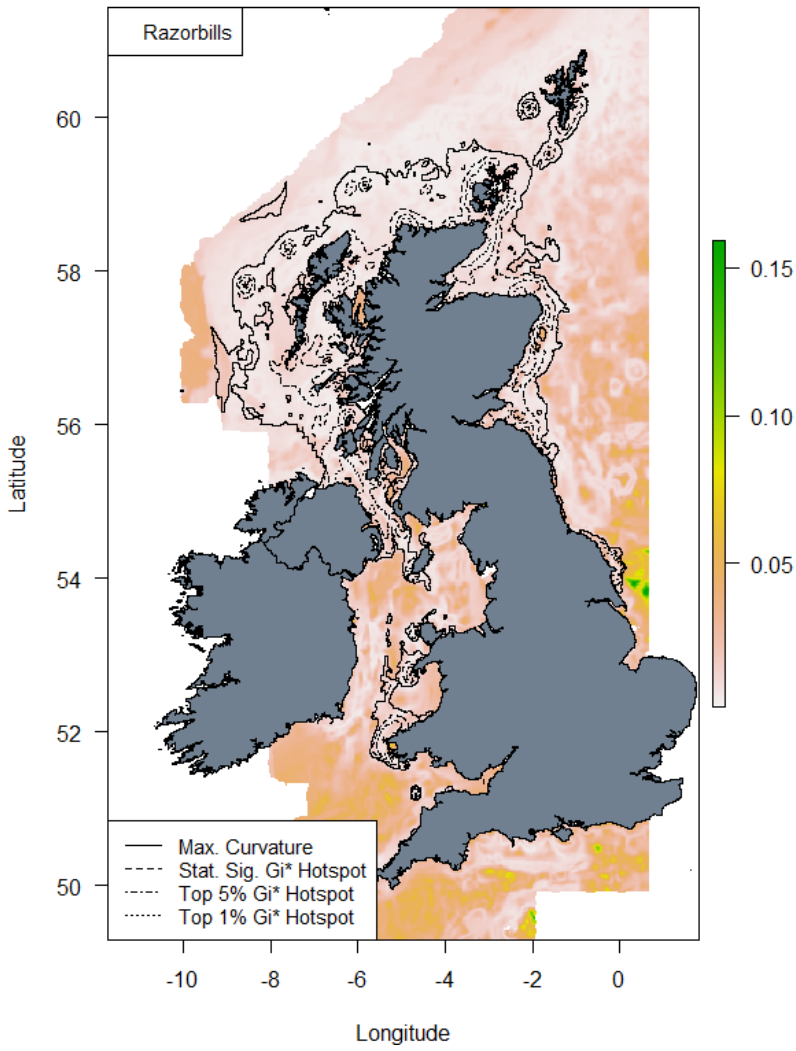 Razorbills
60
58
56
54
52
50
Latitude
0.15
0.10
0.05
Max. Curvature
Stat. Sig. Gi* Hotspot
Top 5% Gi* Hotspot
Top 1% Gi* Hotspot
-10
-8
-6
-4
-2
0
Longitude